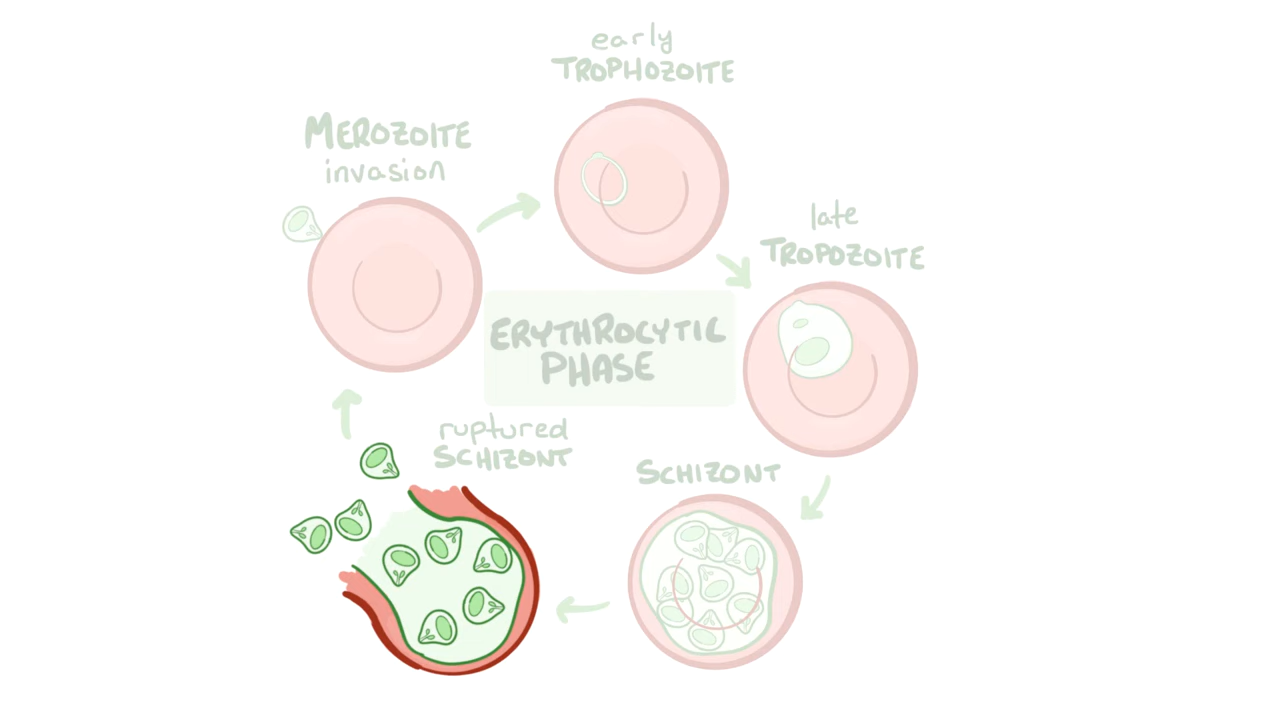 early
TROPHOZOITE
MEROZOITE
invasion
late
TROPOZOITE
ERYTHROCYTIC
PHASE
ruptured
SCHIZONT
SCHIZONT